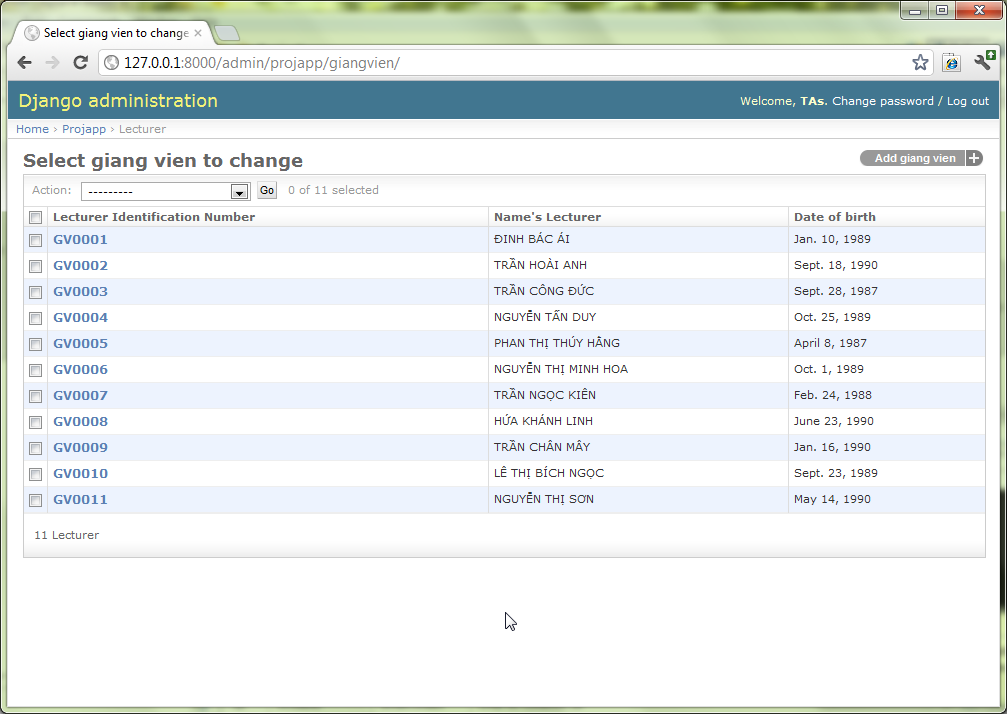 Select giang vien to change
127.0.0.1:8000/admin/projapp/giangvien/
Django administration
Welcome, TAs. Change password / Log out
Home › Projapp › Lecturer
Select giang vien to change
Add giang vien +
Action: --------- Go 0 of 11 selected
Lecturer Identification Number Name's Lecturer Date of birth
GV0001 ĐINH BÁC ÁI Jan. 10, 1989
GV0002 TRẦN HOÀI ANH Sept. 18, 1990
GV0003 TRẦN CÔNG ĐỨC Sept. 28, 1987
GV0004 NGUYỄN TẤN DUY Oct. 25, 1989
GV0005 PHAN THỊ THÚY HẰNG April 8, 1987
GV0006 NGUYỄN THỊ MINH HOA Oct. 1, 1989
GV0007 TRẦN NGỌC KIÊN Feb. 24, 1988
GV0008 HỨA KHÁNH LINH June 23, 1990
GV0009 TRẦN CHÂN MÂY Jan. 16, 1990
GV0010 LÊ THỊ BÍCH NGỌC Sept. 23, 1989
GV0011 NGUYỄN THỊ SƠN May 14, 1990
11 Lecturer